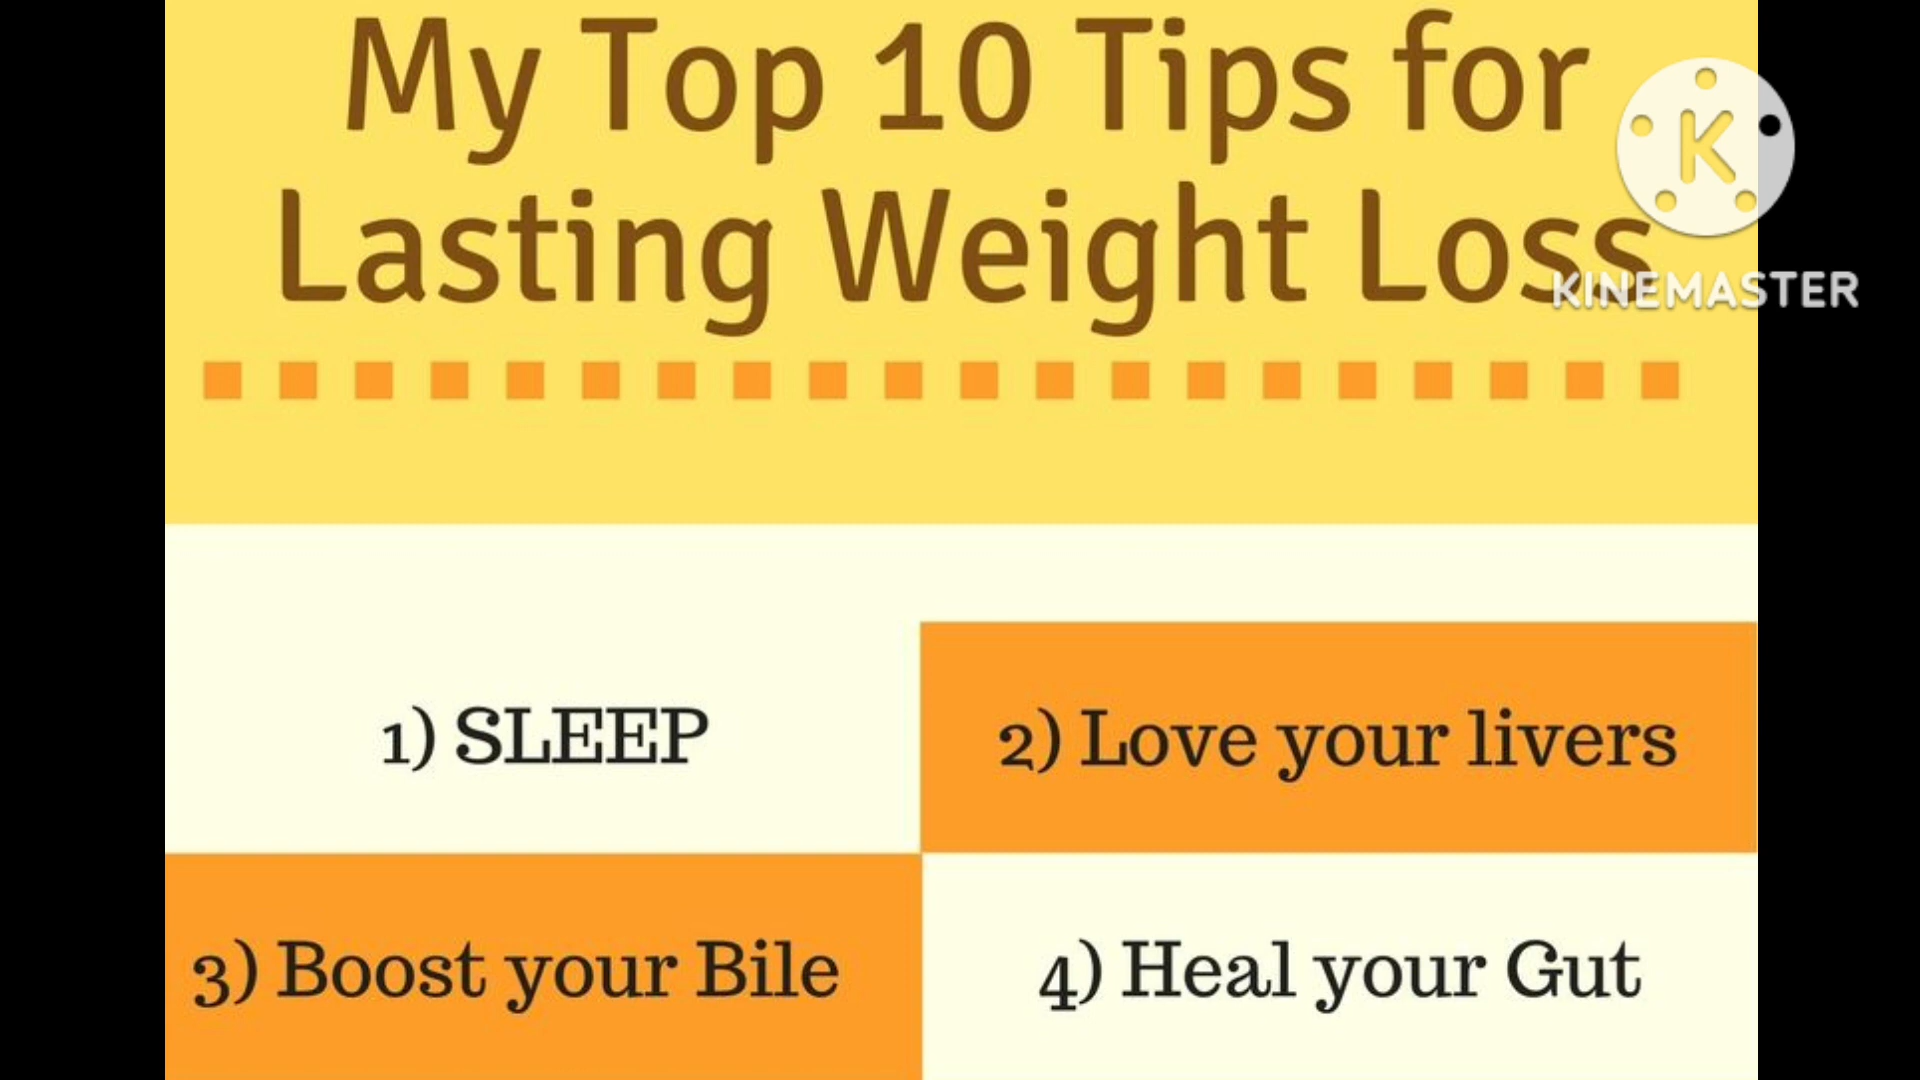 My Top 10 Tips for
Lasting Weight Loss
K
KINEMASTER
1) SLEEP
2) Love your livers
3) Boost your Bile
4) Heal your Gut